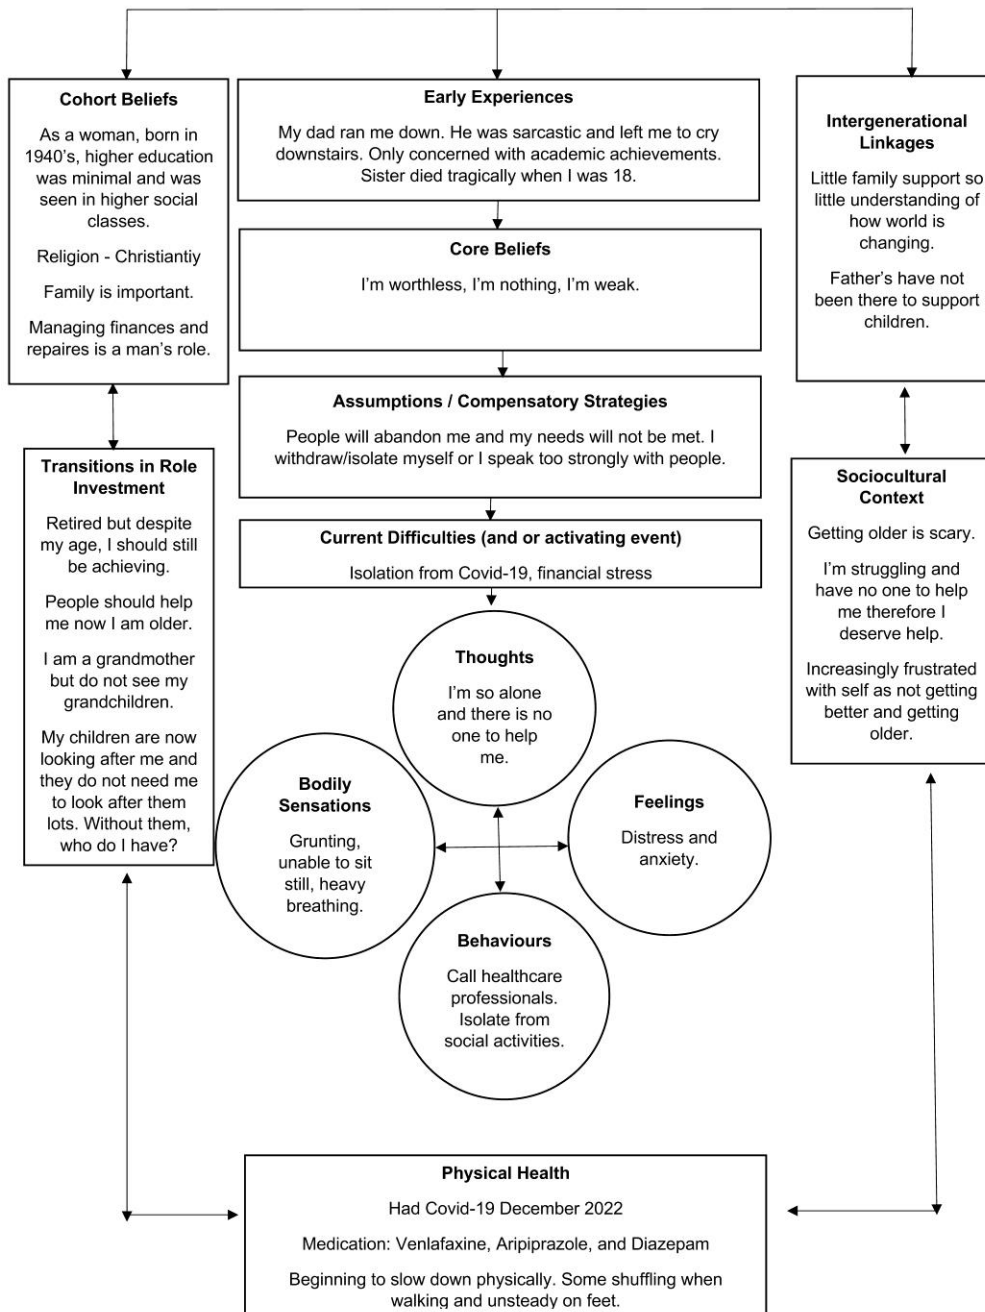 Cohort Beliefs
As a woman, born in
1940's, higher education
was minimal and was
seen in higher social
classes.
Religion - Christiantiy
Family is important.
Managing finances and
repaires is a man's role.
Early Experiences
My dad ran me down. He was sarcastic and left me to cry
downstairs. Only concerned with academic achievements.
Sister died tragically when I was 18.
Intergenerational
Linkages
Little family support so
little understanding of
how world is
changing.
Father's have not
been there to support
children.
Core Beliefs
I'm worthless, I'm nothing, I'm weak.
Assumptions / Compensatory Strategies
People will abandon me and my needs will not be met. I
withdraw/isolate myself or I speak too strongly with people.
Transitions in Role
Investment
Retired but despite
my age, I should still
be achieving.
People should help
me now I am older.
I am a grandmother
but do not see my
grandchildren.
My children are now
looking after me and
they do not need me
to look after them
lots. Without them,
who do I have?
Current Difficulties (and or activating event)
Isolation from Covid-19, financial stress
Sociocultural
Context
Getting older is scary.
I'm struggling and
have no one to help
me therefore I
deserve help.
Increasingly frustrated
with self as not getting
better and getting
older.
Thoughts
I'm so alone
and there is no
one to help
me.
Bodily
Sensations
Grunting,
unable to sit
still, heavy
breathing.
Feelings
Distress and
anxiety.
Behaviours
Call healthcare
professionals.
Isolate from
social activities.
Physical Health
Had Covid-19 December 2022
Medication: Venlafaxine, Aripiprazole, and Diazepam
Beginning to slow down physically. Some shuffling when
walking and unsteady on feet.